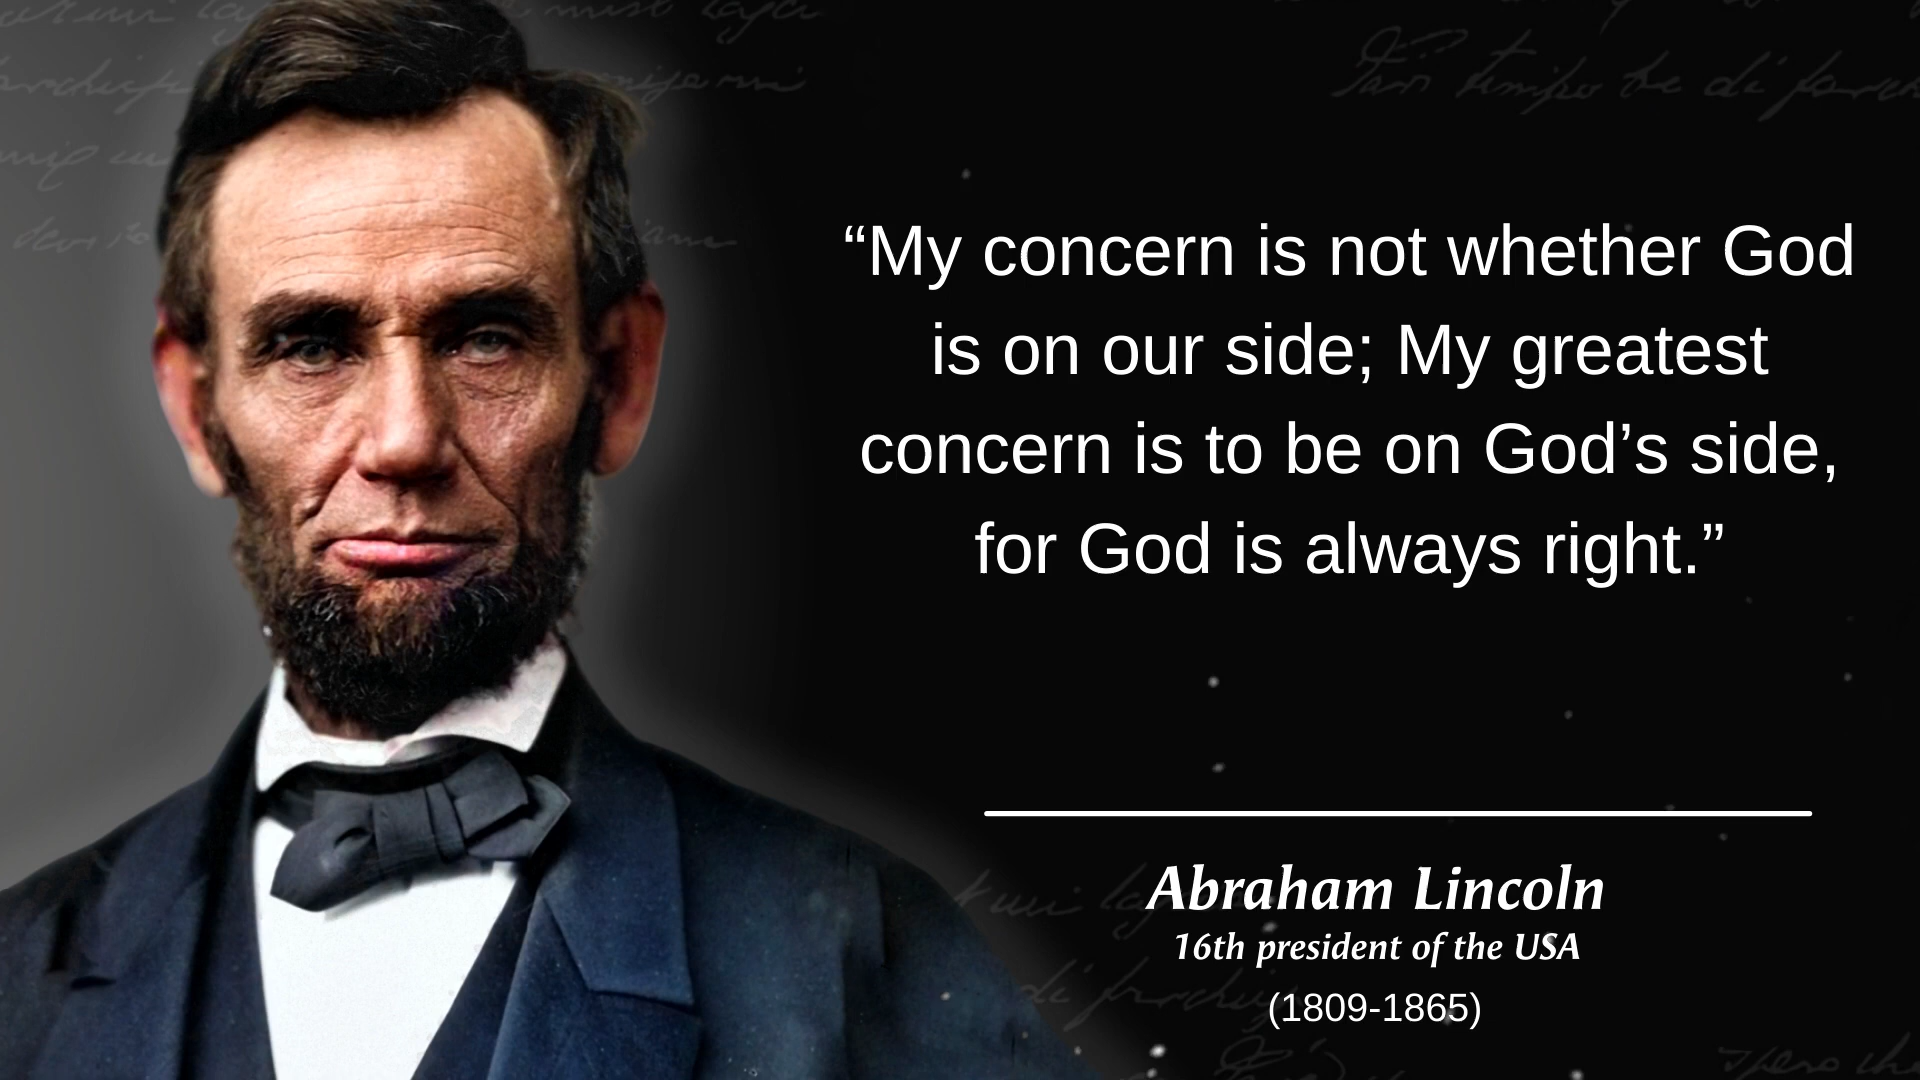 “My concern is not whether God
is on our side; My greatest
concern is to be on God’s side,
for God is always right.”
Abraham Lincoln
16th president of the USA
(1809-1865)